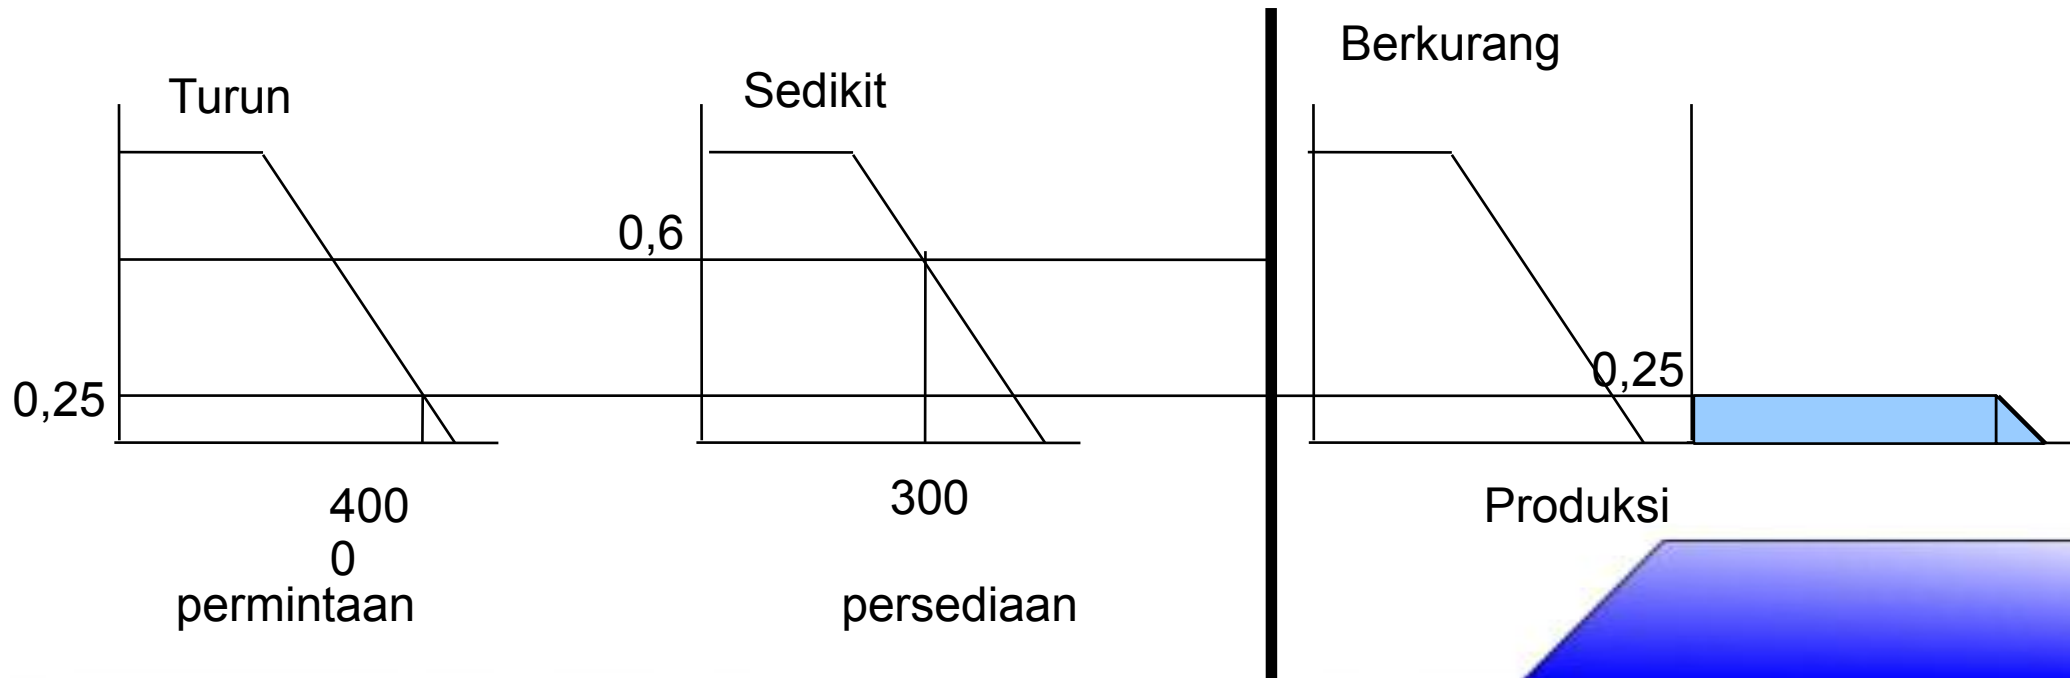 Turun
Sedikit
Berkurang
0,6
0,25
0,25
400
0
300
Produksi
permintaan
persediaan